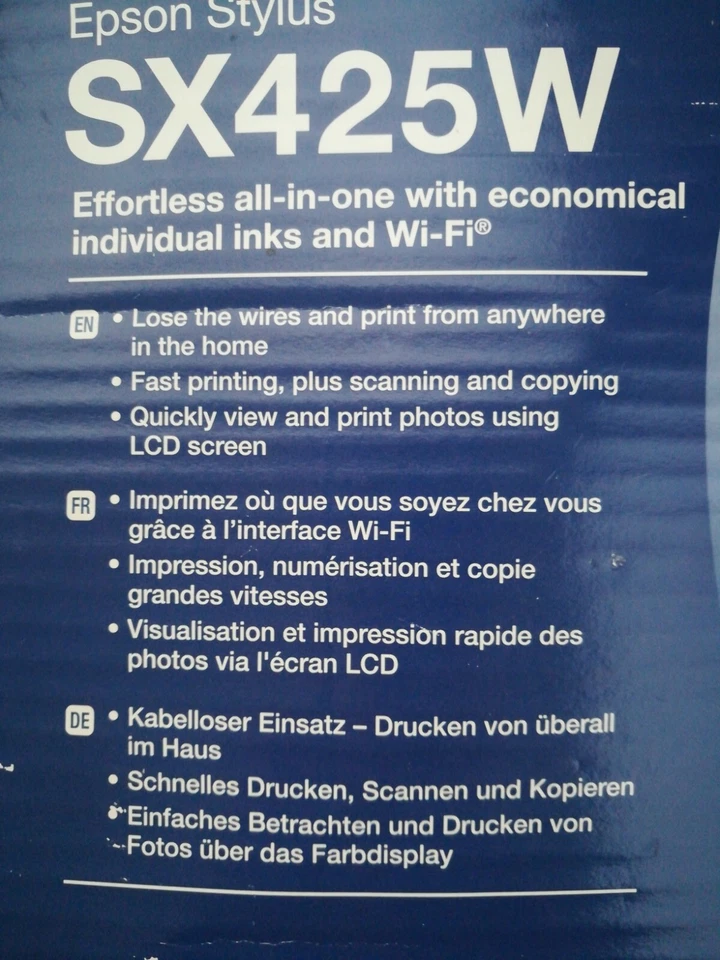 Epson Stylus
SX425W
Effortless all-in-one with economical
individual inks and Wi-Fi®
EN • Lose the wires and print from anywhere
in the home
• Fast printing, plus scanning and copying
• Quickly view and print photos using
LCD screen
FR • Imprimez où que vous soyez chez vous
grâce à l'interface Wi-Fi
• Impression, numérisation et copie
grandes vitesses
• Visualisation et impression rapide des
photos via l'écran LCD
DE • Kabelloser Einsatz – Drucken von überall
im Haus
• Schnelles Drucken, Scannen und Kopieren
• Einfaches Betrachten und Drucken von
Fotos über das Farbdisplay